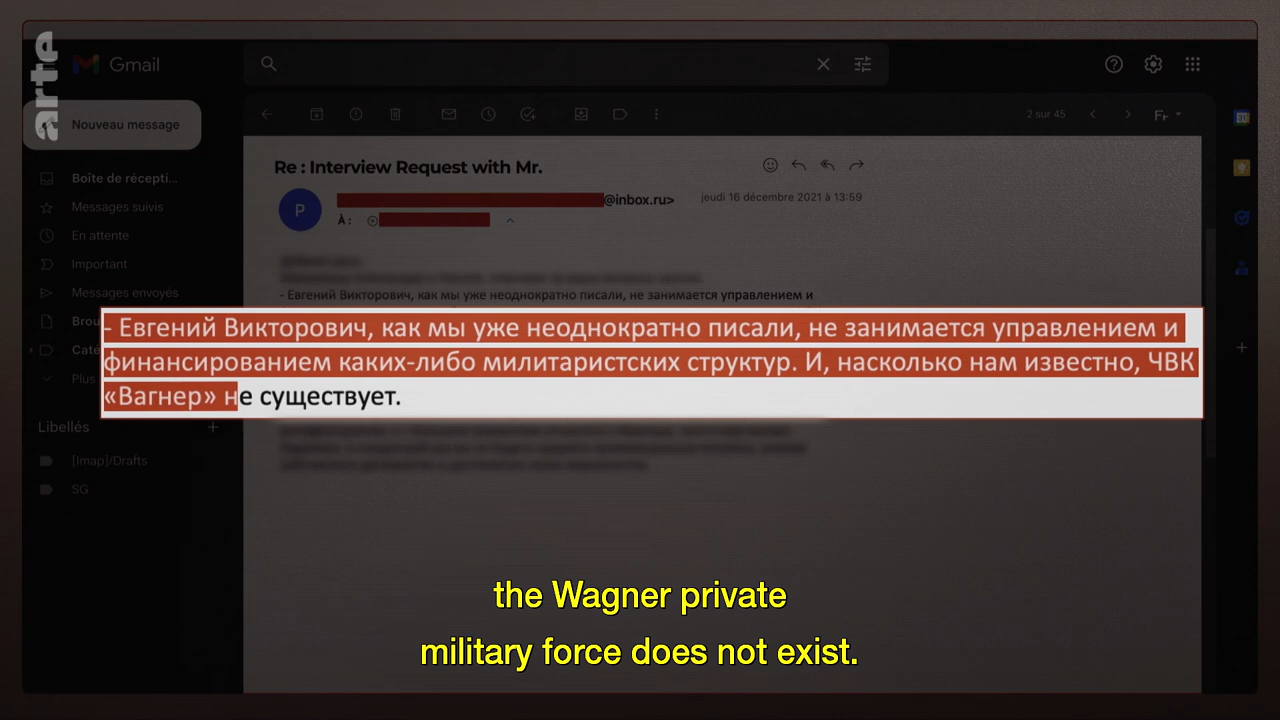 arte
Gmail
Nouveau message
2 sur 45
Boîte de récepti...
Messages suivis
En attente
Important
Messages envoyés
Brou
Caté
Plus
Libellés
[Imap]/Drafts
SG
Re : Interview Request with Mr.
P
@inbox.ru>
jeudi 16 décembre 2021 à 13:59
À :
- Евгений Викторович, как мы уже неоднократно писали, не занимается управлением и
- Евгений Викторович, как мы уже неоднократно писали, не занимается управлением и
финансированием каких-либо милитаристских структур. И, насколько нам известно, ЧВК
«Вагнер» не существует.
the Wagner private
military force does not exist.